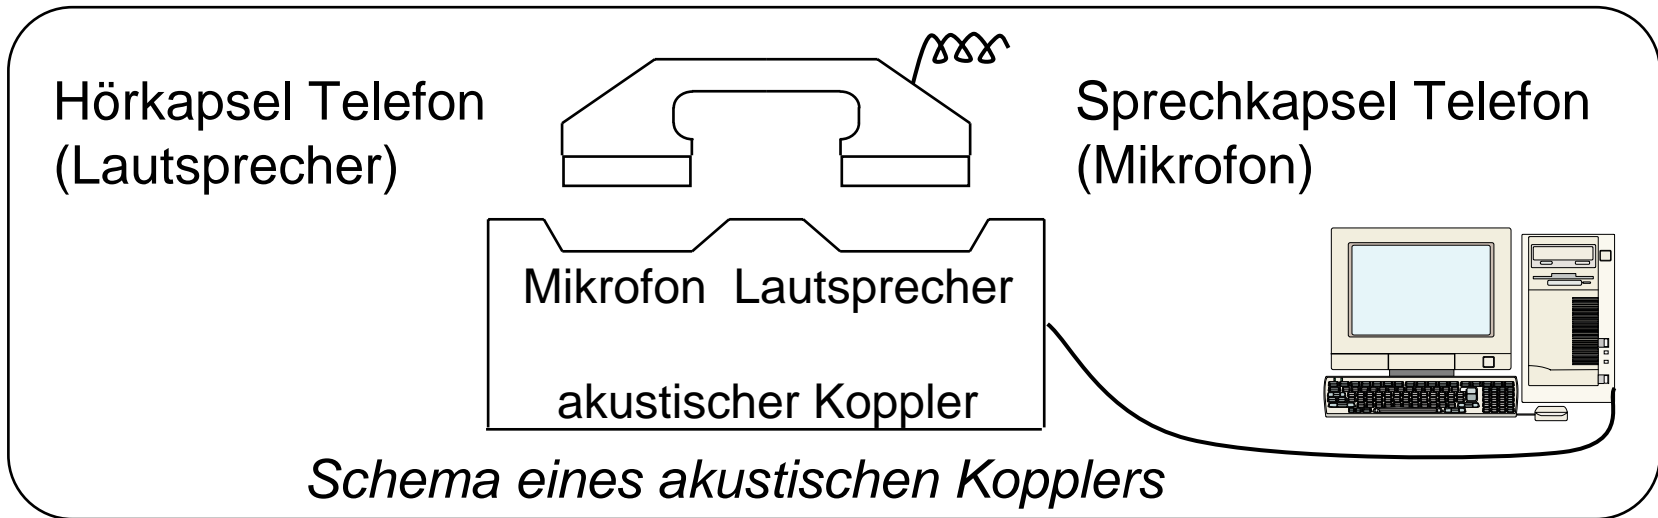 Hörkapsel Telefon
(Lautsprecher)
Sprechkapsel Telefon
(Mikrofon)
Mikrofon Lautsprecher
akustischer Koppler
Schema eines akustischen Kopplers